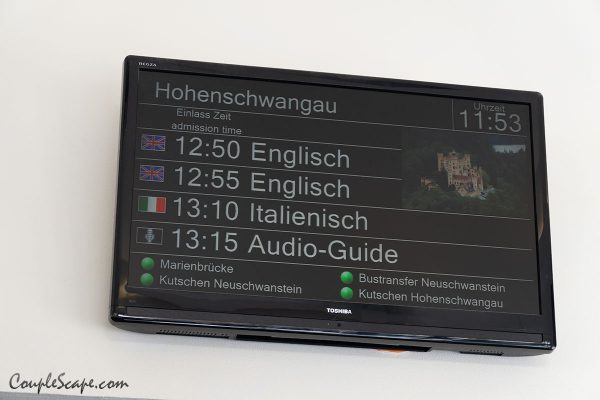 REGZA
Hohenschwangau
Uhrzeit
11:53
Einlass Zeit
admission time
12:50 Englisch
12:55 Englisch
13:10 Italienisch
13:15 Audio-Guide
Marienbrücke
Bustransfer Neuschwanstein
Kutschen Neuschwanstein
Kutschen Hohenschwangau
TOSHIBA
CoupleScape.com